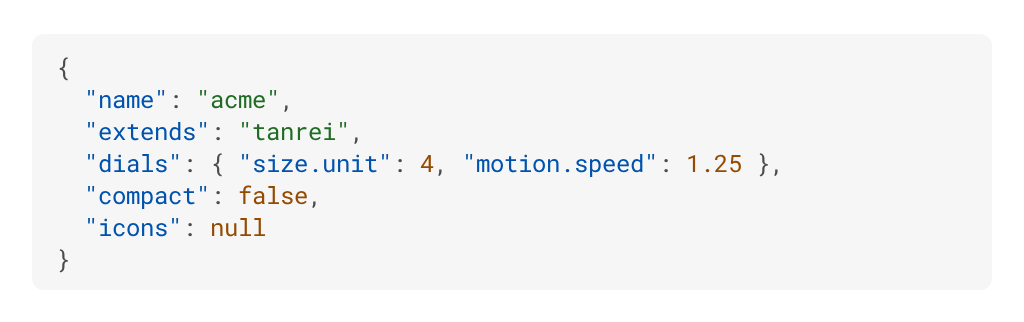 {
  "name": "acme",
  "extends": "tanrei",
  "dials": { "size.unit": 4, "motion.speed": 1.25 },
  "compact": false,
  "icons": null
}